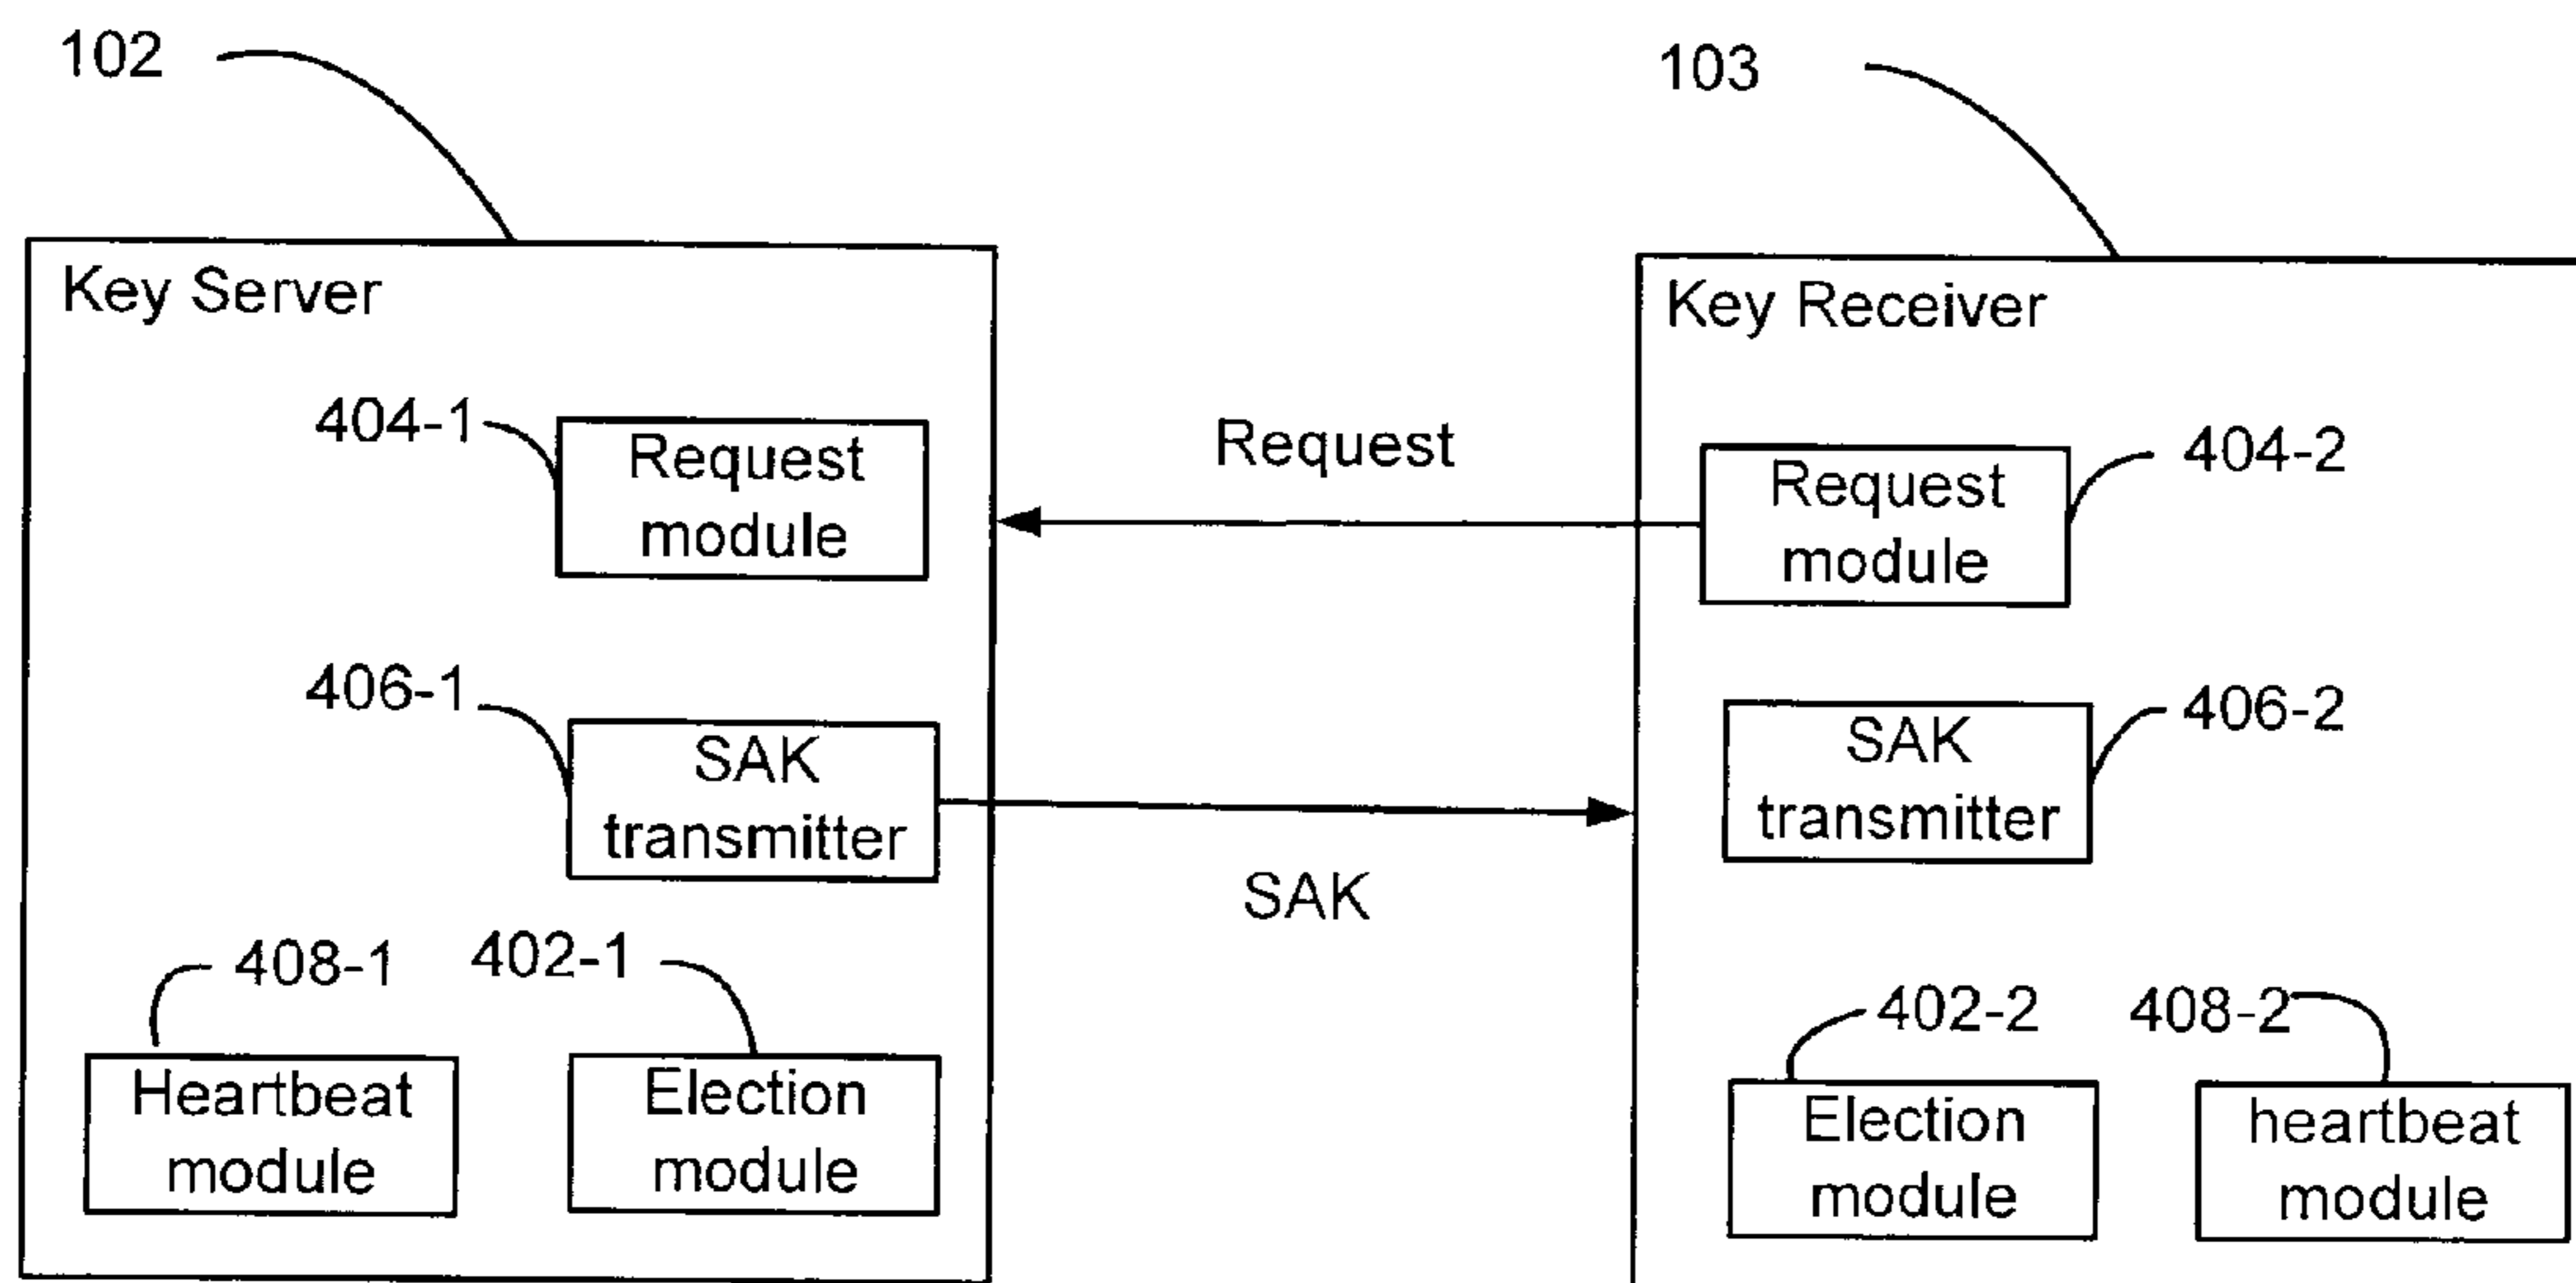 102
103
Key Server
Key Receiver
404-1
Request
module
Request
Request
module
404-2
406-1
SAK
transmitter
SAK
SAK
transmitter
406-2
408-1
402-1
402-2
408-2
Heartbeat
module
Election
module
Election
module
heartbeat
module